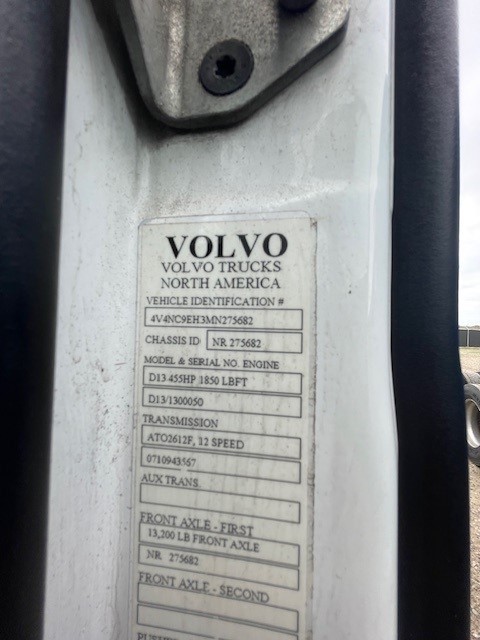 VOLVO
VOLVO TRUCKS
NORTH AMERICA
VEHICLE IDENTIFICATION #
4V4NC9EH3MN275682
CHASSIS ID NR 275682
MODEL & SERIAL NO. ENGINE
D13 455HP 1850 LBFT
D13/1300050
TRANSMISSION
ATO2612F, 12 SPEED
0710943567
AUX TRANS.
FRONT AXLE - FIRST
13,200 LB FRONT AXLE
NR 275682
FRONT AXLE - SECOND